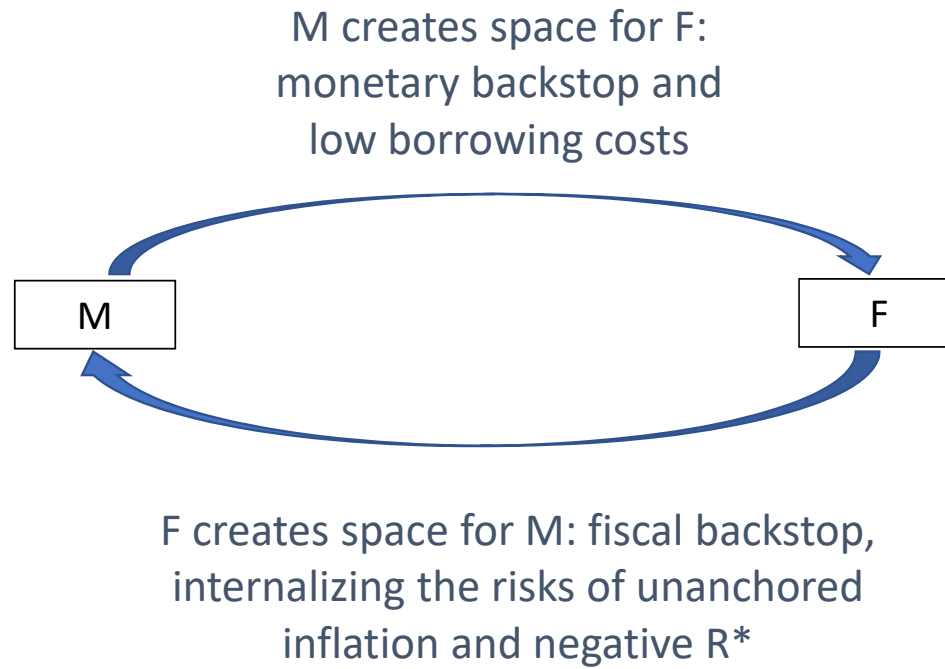 M creates space for F:
monetary backstop and
low borrowing costs
M
F
F creates space for M: fiscal backstop,
internalizing the risks of unanchored
inflation and negative R*